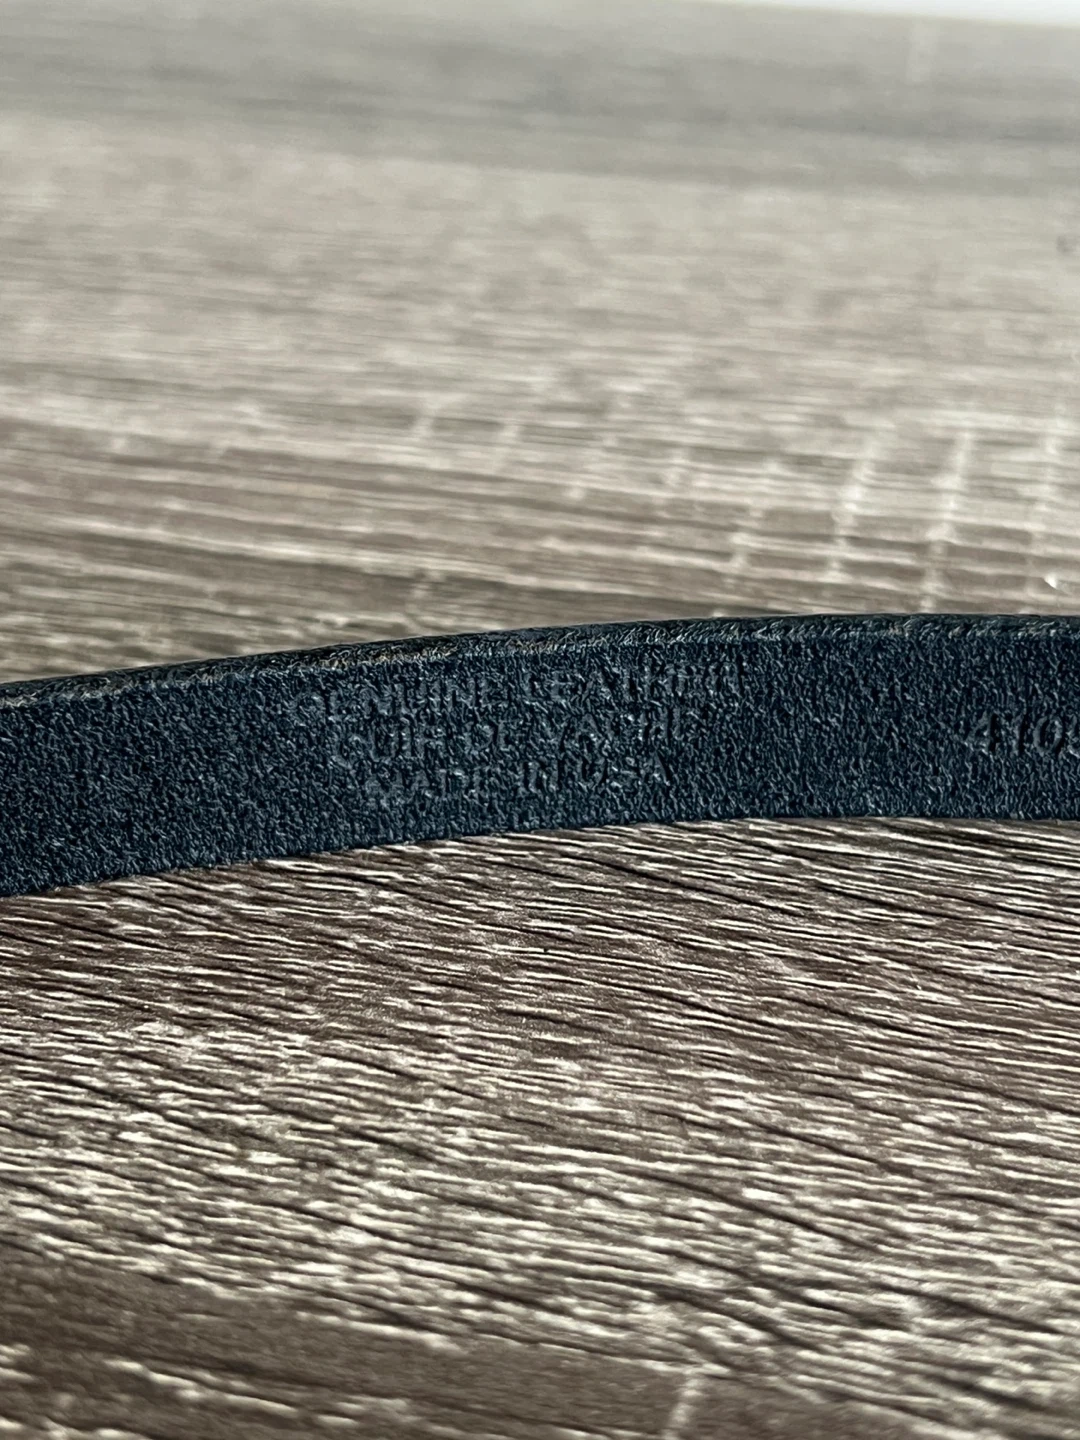 GENUINE LEATHER
CUIR DE VACHE
MADE IN USA